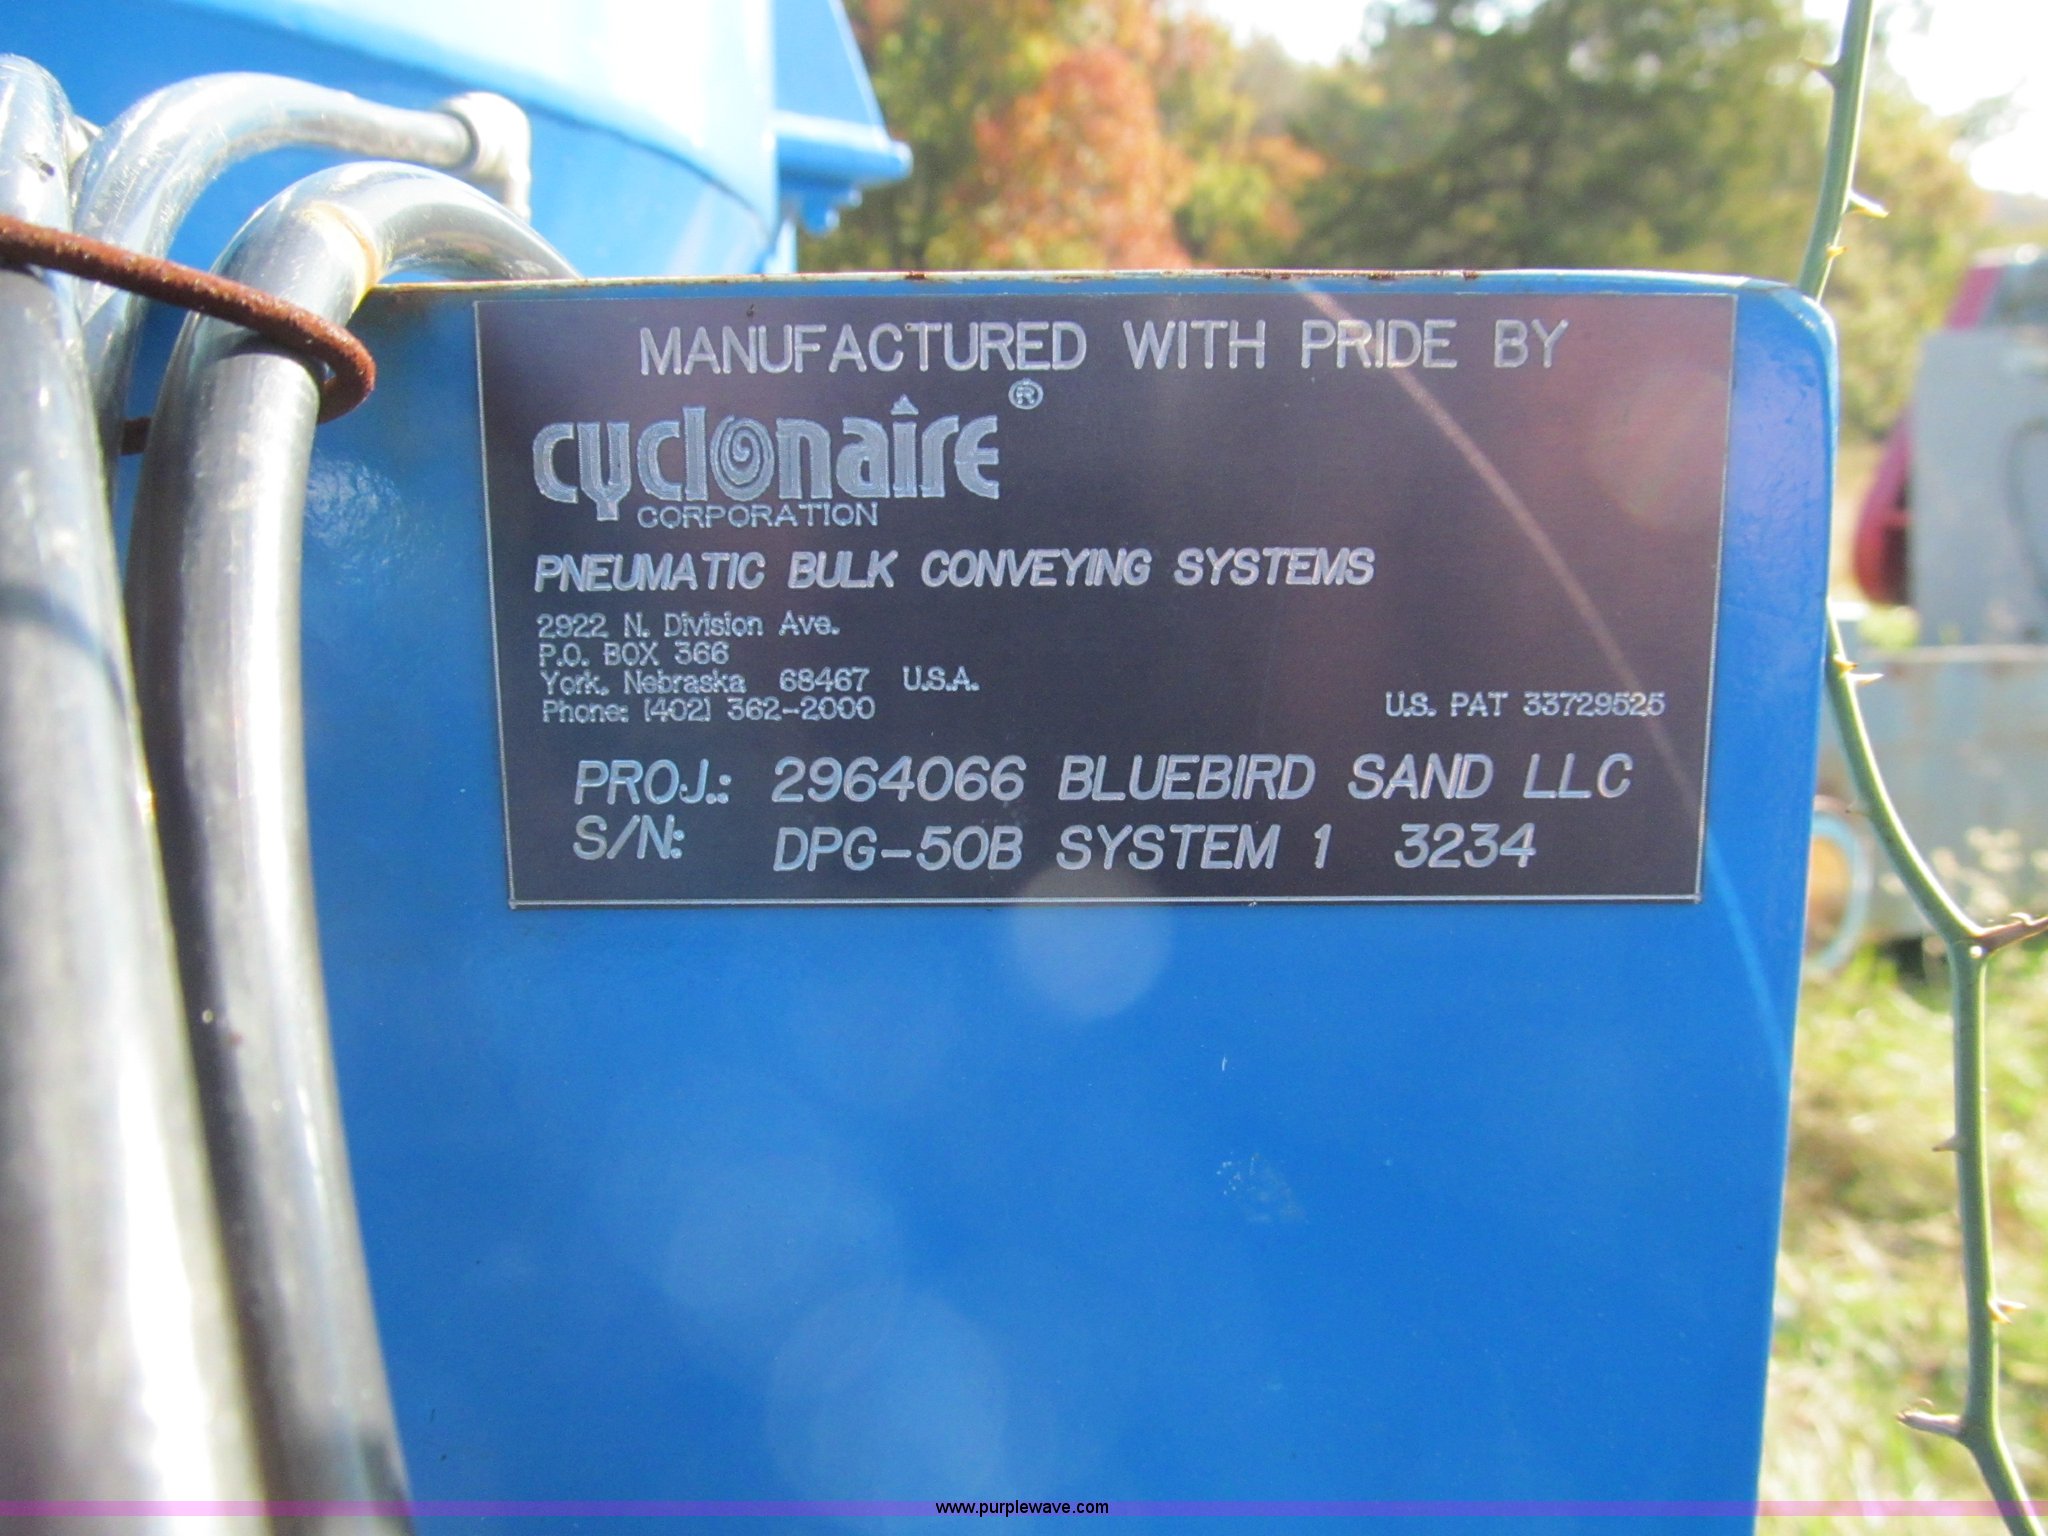 MANUFACTURED WITH PRIDE BY
cyclonaire ®
CORPORATION
PNEUMATIC BULK CONVEYING SYSTEMS
2922 N. Division Ave.
P.O. BOX 366
York, Nebraska 68467 U.S.A.
Phone: (402) 362-2000
U.S. PAT 33729525
PROJ.: 2964066 BLUEBIRD SAND LLC
S/N: DPG-50B SYSTEM 1 3234
www.purplewave.com